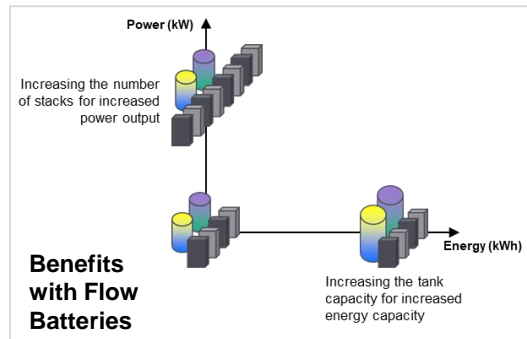 Power (kW)
Increasing the number
of stacks for increased
power output
Energy (kWh)
Increasing the tank
capacity for increased
energy capacity
Benefits
with Flow
Batteries